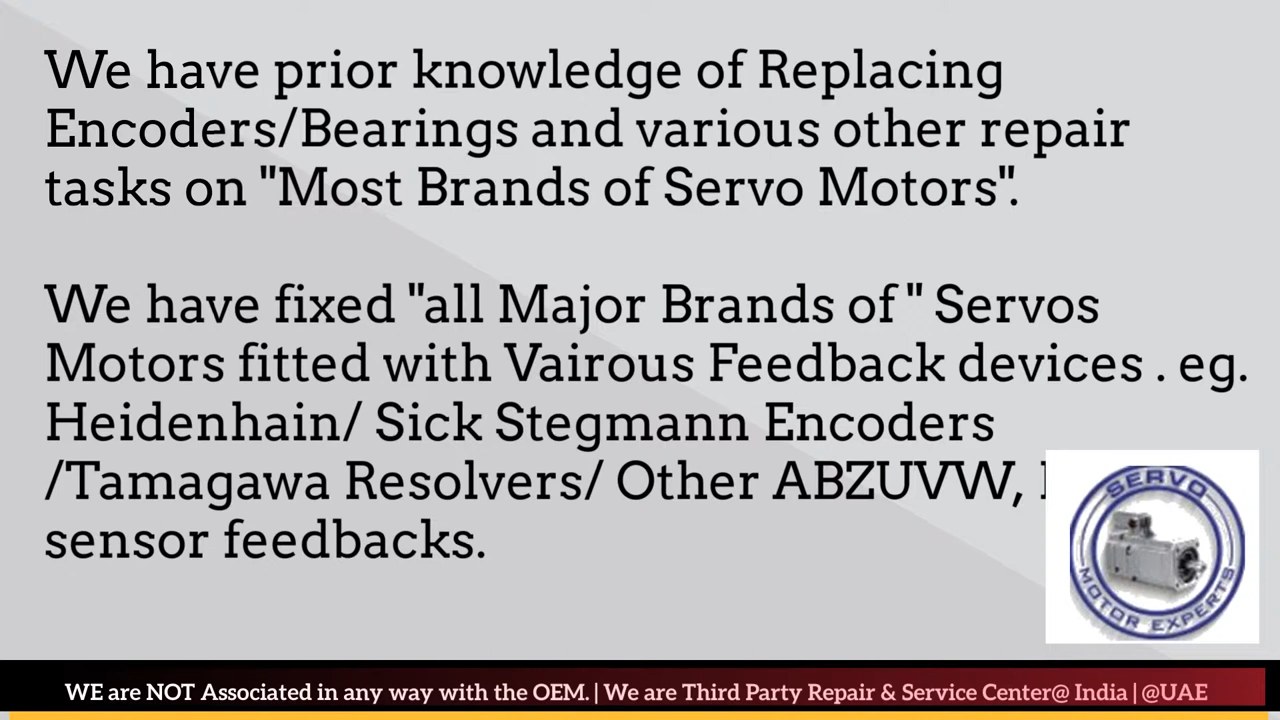 We have prior knowledge of Replacing
Encoders/Bearings and various other repair
tasks on "Most Brands of Servo Motors".
We have fixed "all Major Brands of " Servos
Motors fitted with Vairous Feedback devices . eg.
Heidenhain/ Sick Stegmann Encoders
/Tamagawa Resolvers/ Other ABZUVW,
sensor feedbacks.
SERVO
MOTOR EXPERTS
WE are NOT Associated in any way with the OEM. | We are Third Party Repair & Service Center@ India | @UAE